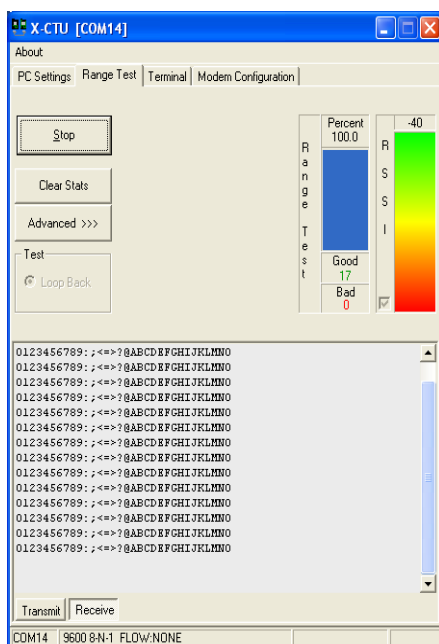 X-CTU [COM14]
About
PC Settings Range Test Terminal Modem Configuration
Stop
Clear Stats
Advanced >>>
Test
Loop Back
Range Test
Percent
100.0
Good
17
Bad
0
RSSI
-40
0123456789:;<=>?@ABCDEFGHIJKLMNO
0123456789:;<=>?@ABCDEFGHIJKLMNO
0123456789:;<=>?@ABCDEFGHIJKLMNO
0123456789:;<=>?@ABCDEFGHIJKLMNO
0123456789:;<=>?@ABCDEFGHIJKLMNO
0123456789:;<=>?@ABCDEFGHIJKLMNO
0123456789:;<=>?@ABCDEFGHIJKLMNO
0123456789:;<=>?@ABCDEFGHIJKLMNO
0123456789:;<=>?@ABCDEFGHIJKLMNO
0123456789:;<=>?@ABCDEFGHIJKLMNO
0123456789:;<=>?@ABCDEFGHIJKLMNO
0123456789:;<=>?@ABCDEFGHIJKLMNO
0123456789:;<=>?@ABCDEFGHIJKLMNO
0123456789:;<=>?@ABCDEFGHIJKLMNO
Transmit Receive
COM14 9600 8-N-1 FLOW:NONE